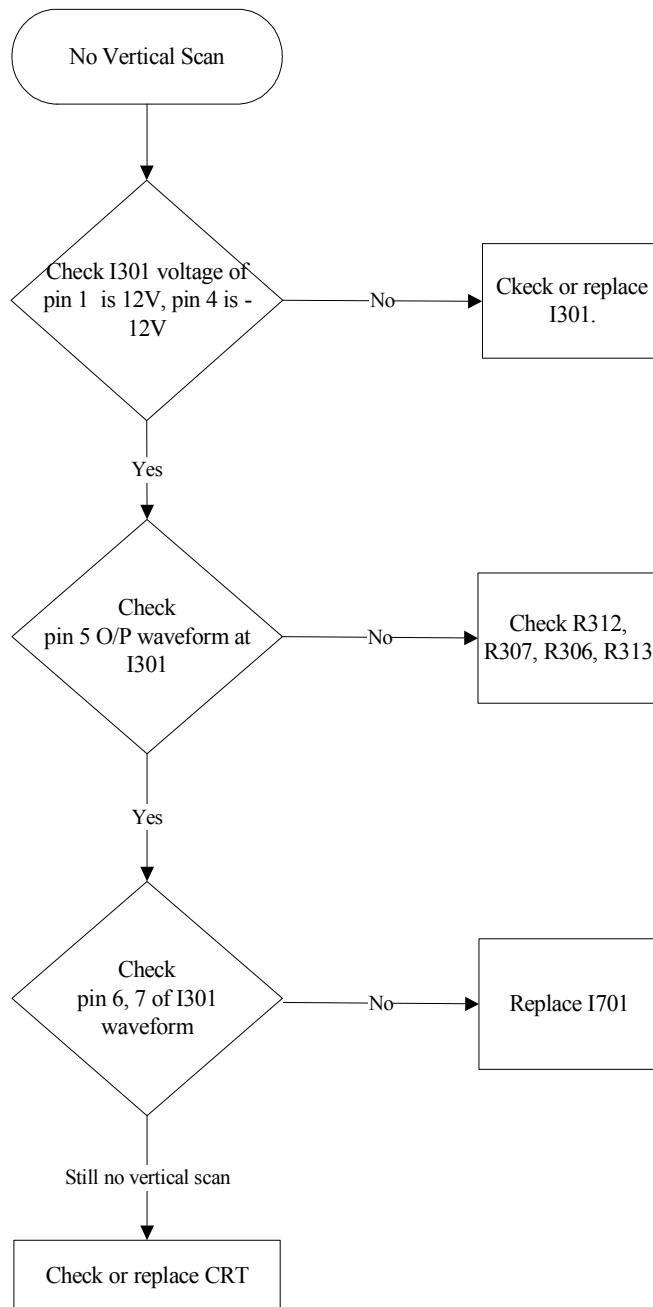 No Vertical Scan
Check I301 voltage of
pin 1 is 12V, pin 4 is -
12V
No
Ckeck or replace
I301.
Yes
Check
pin 5 O/P waveform at
I301
No
Check R312,
R307, R306, R313
Yes
Check
pin 6, 7 of I301
waveform
No
Replace I701
Still no vertical scan
Check or replace CRT